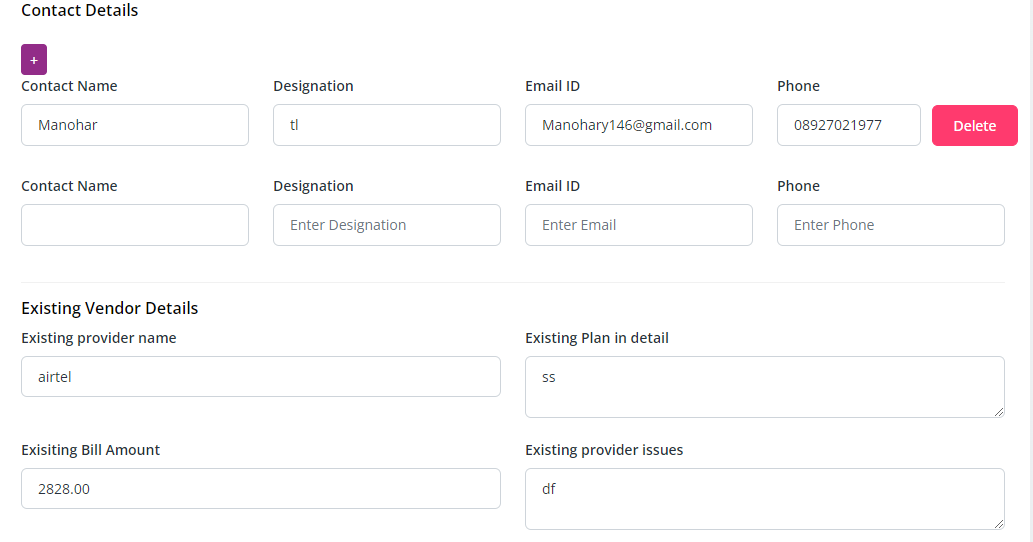 Contact Details
+
Contact Name Designation Email ID Phone
Manohar tl Manohary146@gmail.com 08927021977 Delete
Contact Name Designation Email ID Phone
Enter Designation Enter Email Enter Phone
Existing Vendor Details
Existing provider name Existing Plan in detail
airtel ss
Exisiting Bill Amount Existing provider issues
2828.00 df